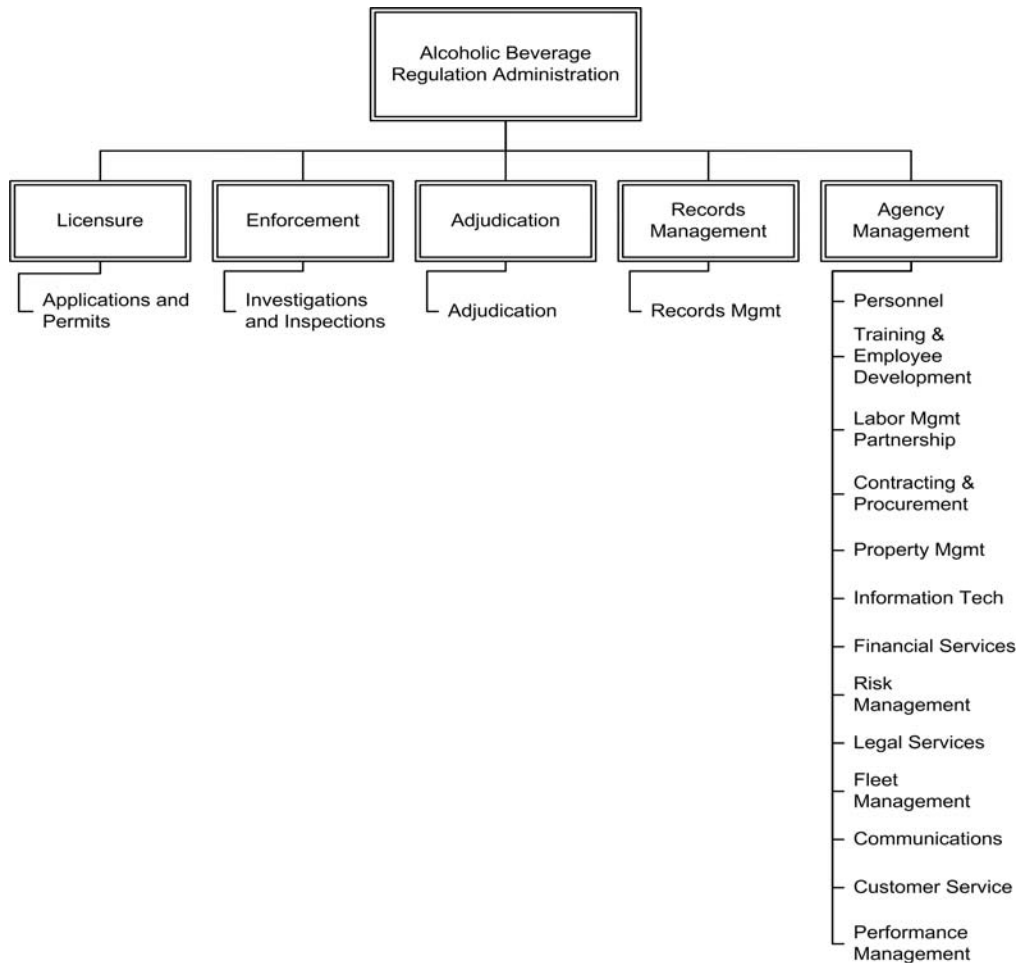 Alcoholic Beverage
Regulation Administration
Licensure
Enforcement
Adjudication
Records
Management
Agency
Management
Applications and
Permits
Investigations
and Inspections
Adjudication
Records Mgmt
Personnel
Training &
Employee
Development
Labor Mgmt
Partnership
Contracting &
Procurement
Property Mgmt
Information Tech
Financial Services
Risk
Management
Legal Services
Fleet
Management
Communications
Customer Service
Performance
Management